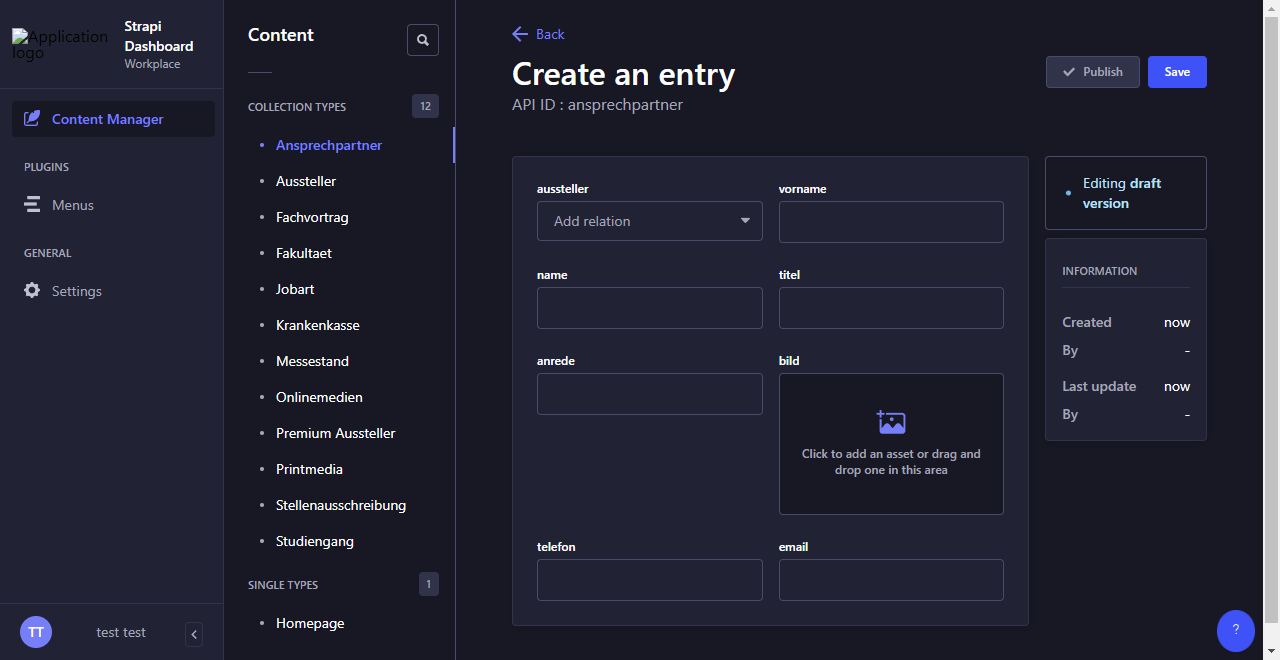 Application logo
Strapi Dashboard
Workplace
Content Manager
PLUGINS
Menus
GENERAL
Settings
TT
test test
Content
COLLECTION TYPES
12
Ansprechpartner
Aussteller
Fachvortrag
Fakultaet
Jobart
Krankenkasse
Messestand
Onlinemedien
Premium Aussteller
Printmedia
Stellenausschreibung
Studiengang
SINGLE TYPES
1
Homepage
Back
Create an entry
API ID : ansprechpartner
Publish
Save
aussteller
Add relation
vorname
name
titel
anrede
bild
Click to add an asset or drag and
drop one in this area
telefon
email
Editing draft
version
INFORMATION
Created now
By -
Last update now
By -
?